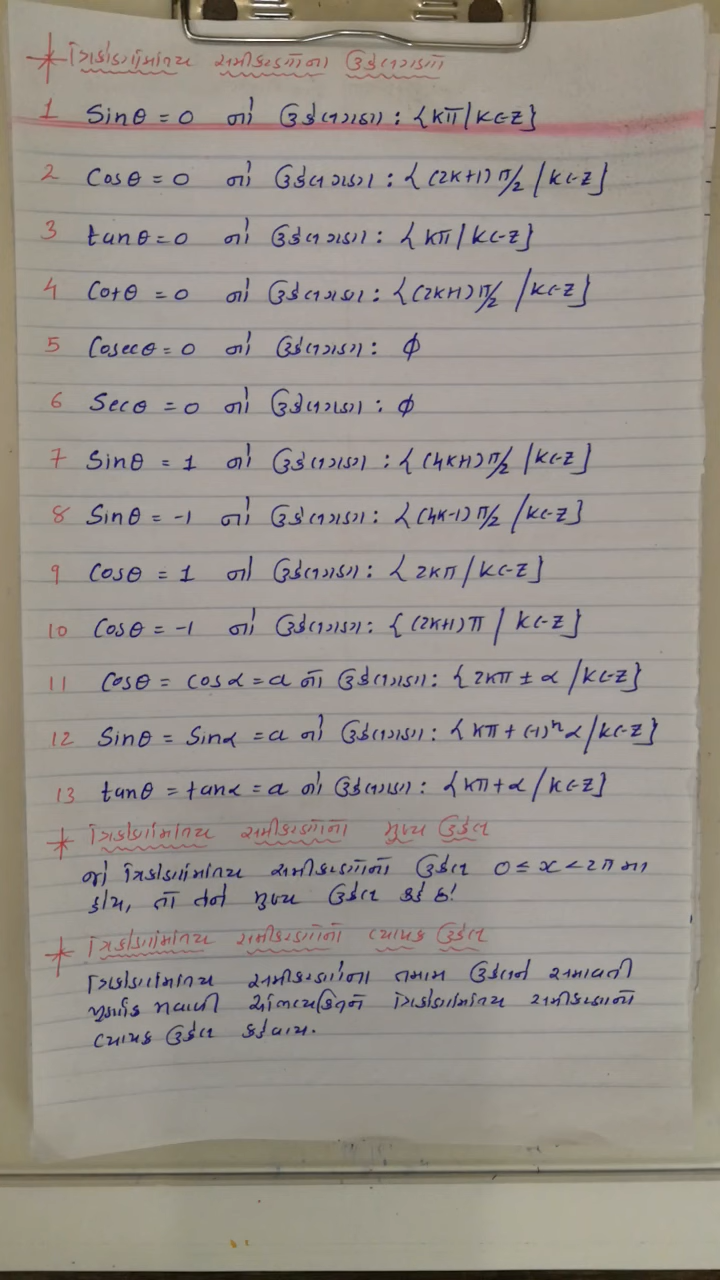 * ત્રિકોણમિતિય સમીકરણોના ઉકેલગણો
1 Sinθ = 0 નો ઉકેલગણ : {kπ / k∈Z}
2 Cosθ = 0 નો ઉકેલગણ : {(2k+1) π/2 / k∈Z}
3 tanθ = 0 નો ઉકેલગણ : {kπ / k∈Z}
4 Cotθ = 0 નો ઉકેલગણ : {(2k+1) π/2 / k∈Z}
5 Cosecθ = 0 નો ઉકેલગણ : ϕ
6 Secθ = 0 નો ઉકેલગણ : ϕ
7 Sinθ = 1 નો ઉકેલગણ : {(4k+1) π/2 / k∈Z}
8 Sinθ = -1 નો ઉકેલગણ : {(4k-1) π/2 / k∈Z}
9 Cosθ = 1 નો ઉકેલગણ : {2kπ / k∈Z}
10 Cosθ = -1 નો ઉકેલગણ : {(2k+1)π / k∈Z}
11 Cosθ = cosα = a નો ઉકેલગણ : {2kπ ± α / k∈Z}
12 Sinθ = Sinα = a નો ઉકેલગણ : {kπ + (-1)ⁿα / k∈Z}
13 tanθ = tanα = a નો ઉકેલગણ : {kπ+α / k∈Z}
* ત્રિકોણમિતિય સમીકરણોનો મુખ્ય ઉકેલ
જો ત્રિકોણમિતિય સમીકરણોનો ઉકેલ 0 ≤ x < 2π મા
હોય, તો તેને મુખ્ય ઉકેલ કહે છે!
* ત્રિકોણમિતિય સમીકરણોનો વ્યાપક ઉકેલ
ત્રિકોણમિતિય સમીકરણોના તમામ ઉકેલને સમાવતી
પૂર્ણાંક નવાળી અભિવ્યક્તિને ત્રિકોણમિતિય સમીકરણનો
વ્યાપક ઉકેલ કહેવાય.